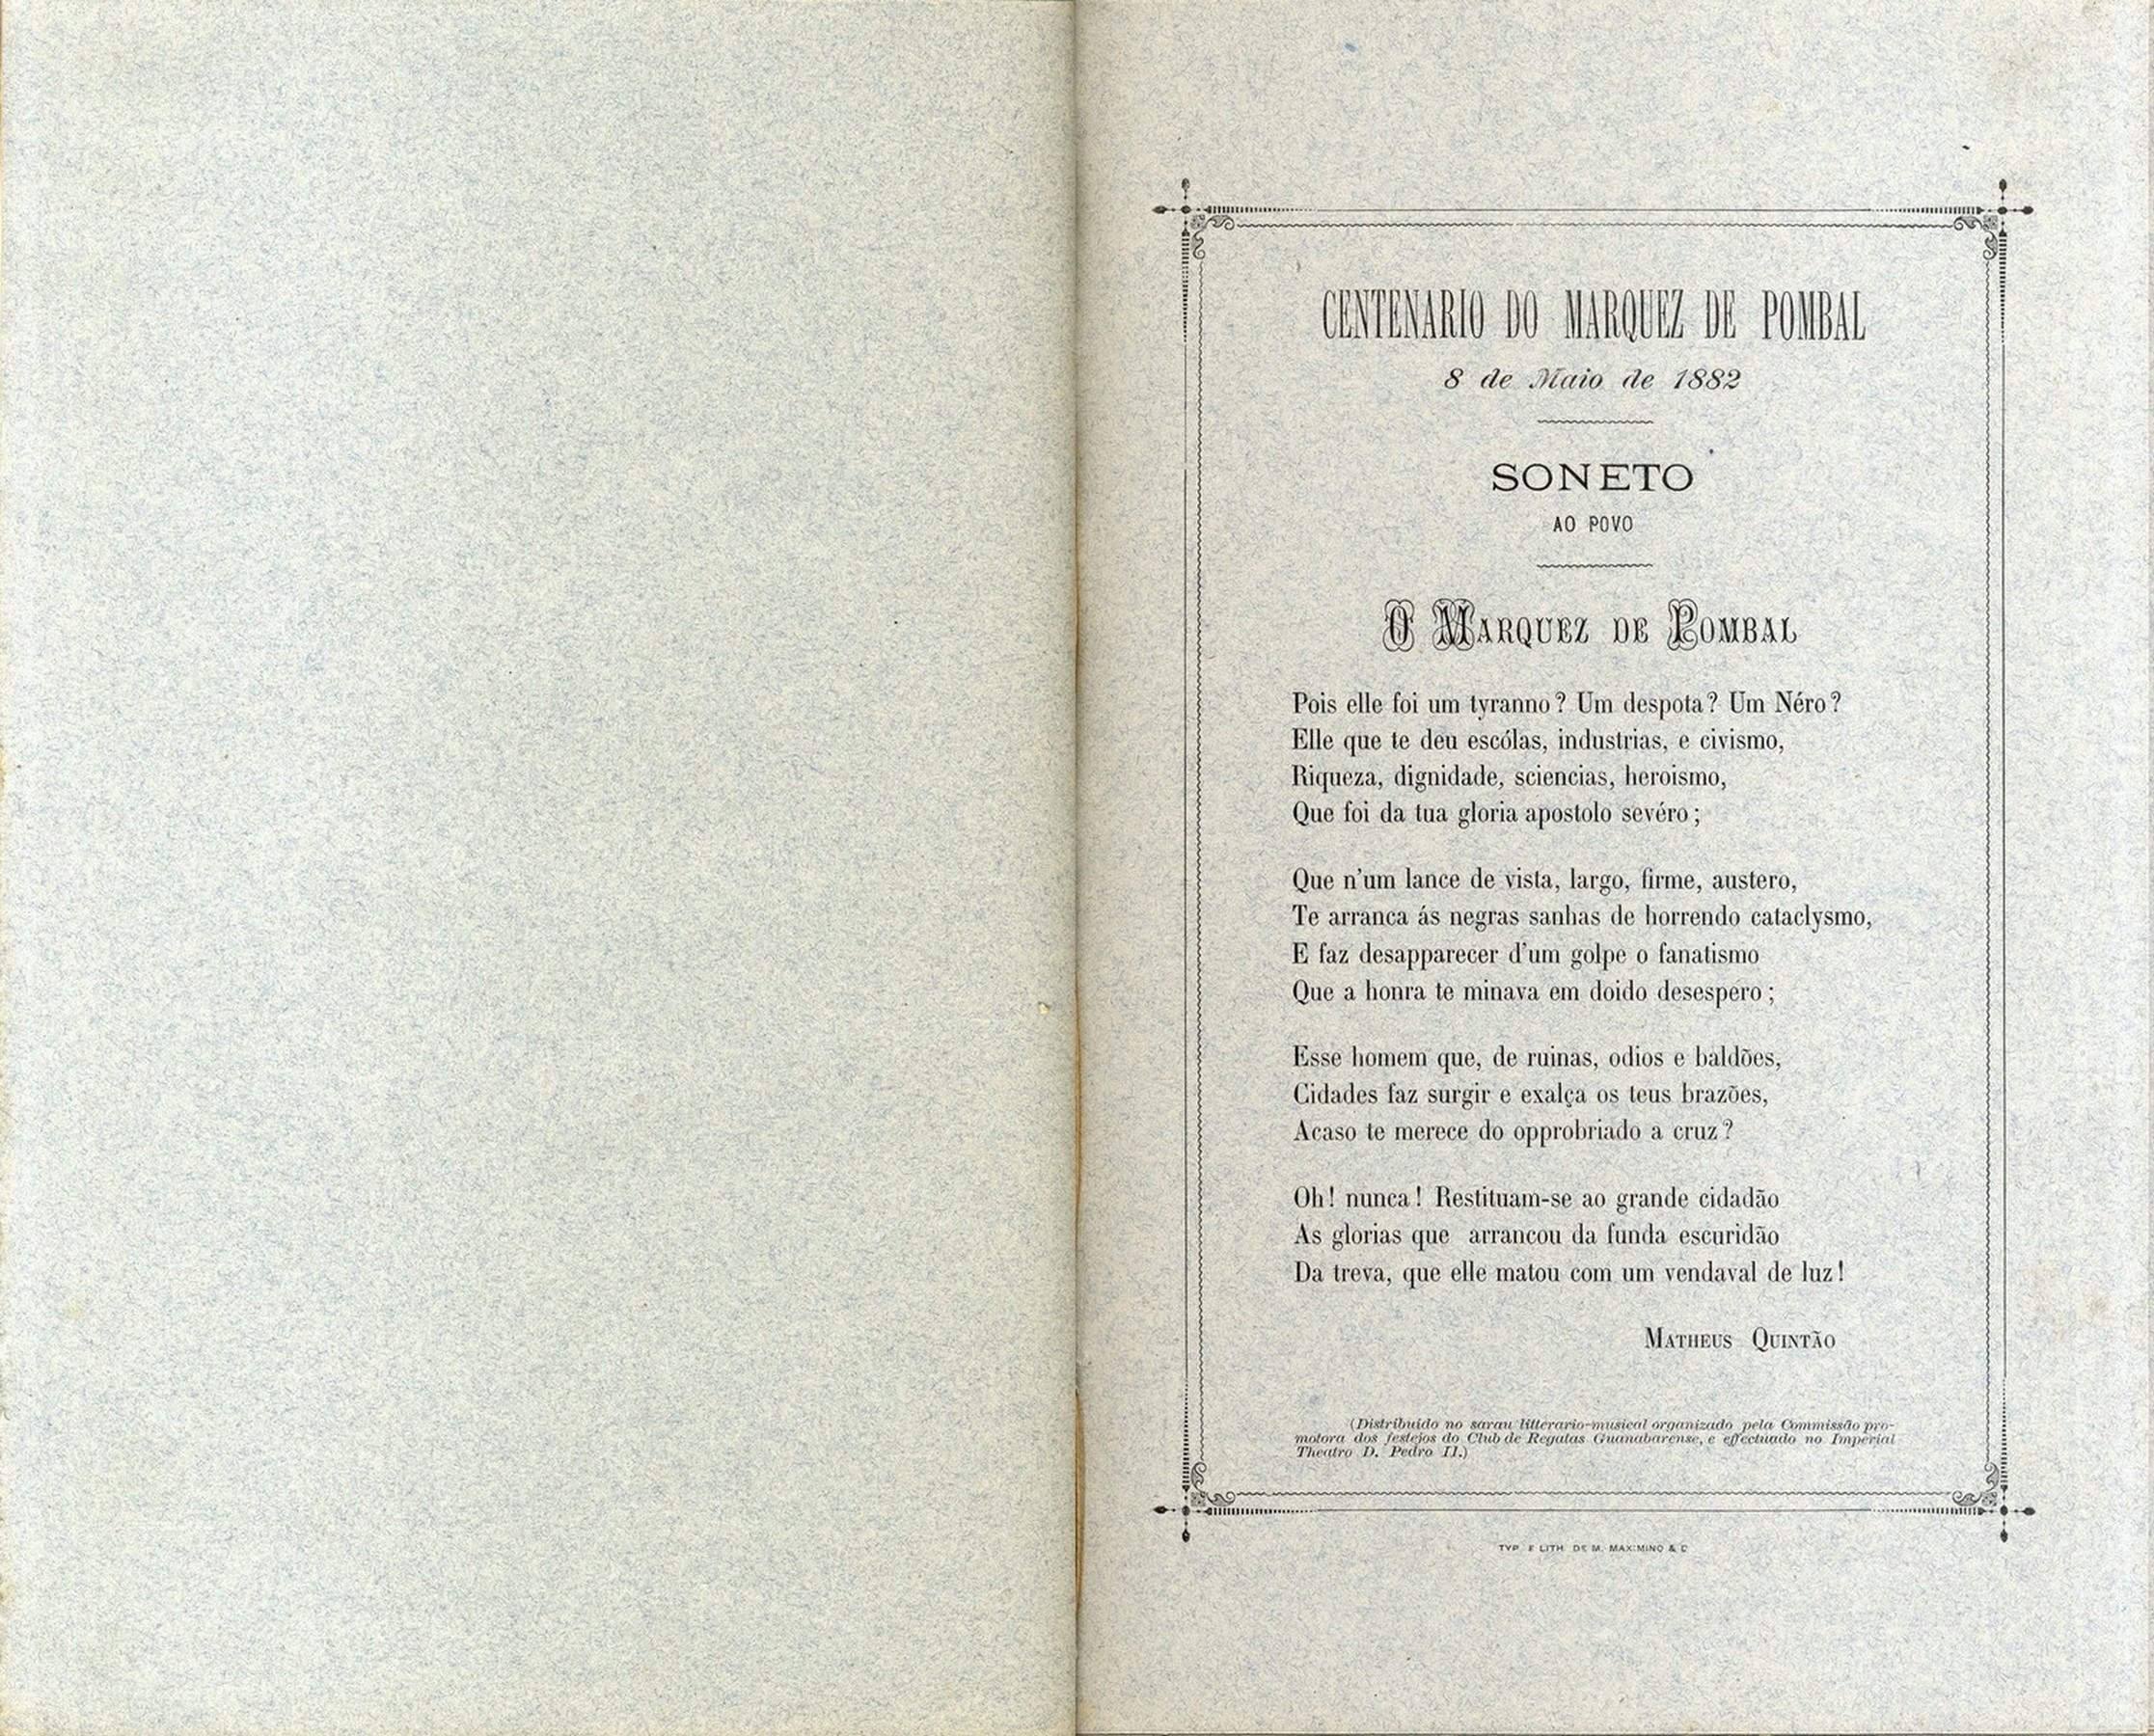 CENTENARIO DO MARQUEZ DE POMBAL
8 de Maio de 1882
SONETO
AO POVO
O MARQUEZ DE POMBAL
Pois elle foi um tyranno? Um despota? Um Néro?
Elle que te deu escólas, industrias, e civismo,
Riqueza, dignidade, sciencias, heroismo,
Que foi da tua gloria apostolo sevéro;
Que n'um lance de vista, largo, firme, austero,
Te arranca ás negras sanhas de horrendo cataclysmo,
E faz desapparecer d'um golpe o fanatismo
Que a honra te minava em doido desespero;
Esse homem que, de ruinas, odios e baldões,
Cidades faz surgir e exalça os teus brazões,
Acaso te merece do opprobriado a cruz?
Oh! nunca! Restituam-se ao grande cidadão
As glorias que arrancou da funda escuridão
Da treva, que elle matou com um vendaval de luz!
MATHEUS QUINTÃO
(Distribuido no sarau litterario-musical organizado pela Commissão pro-
motora dos festejos do Club de Regatas Guanabarense, e effectuado no Imperial
Theatro D. Pedro II.)
TYP E LITH DE M. MAXIMINO & C